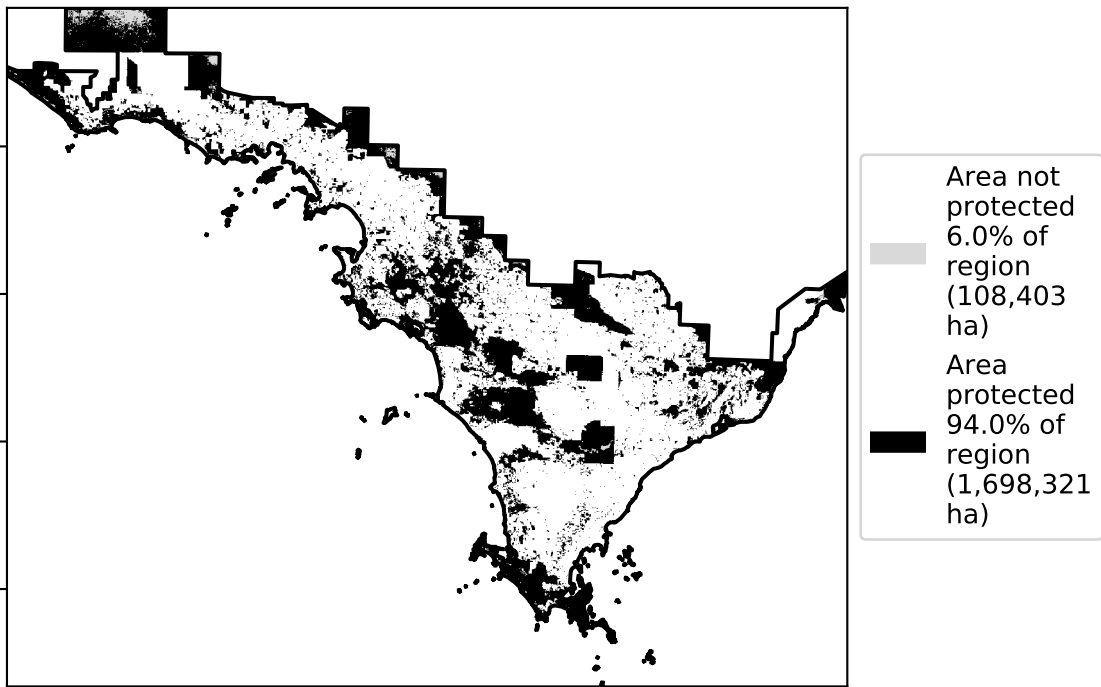 Area not
protected
6.0% of
region
(108,403
ha)
Area
protected
94.0% of
region
(1,698,321
ha)